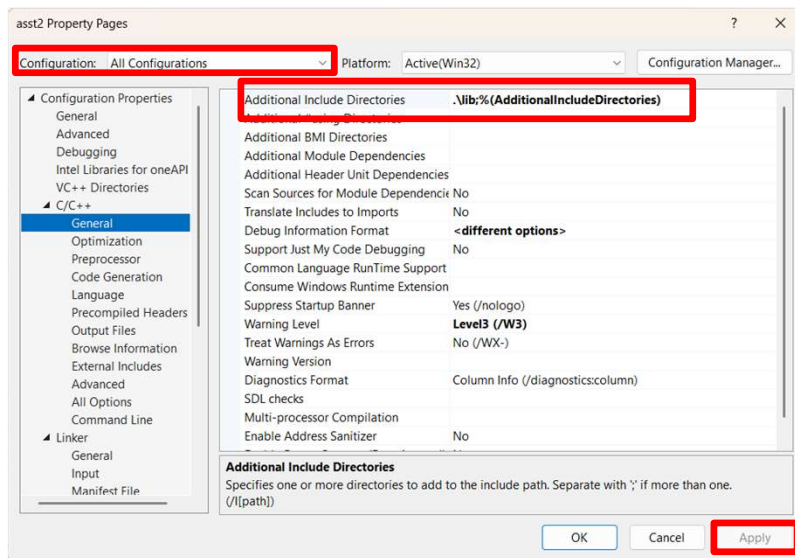 asst2 Property Pages ? ×
Configuration: All Configurations Platform: Active(Win32) Configuration Manager...
Configuration Properties
General
Advanced
Debugging
Intel Libraries for oneAPI
VC++ Directories
C/C++
General
Optimization
Preprocessor
Code Generation
Language
Precompiled Headers
Output Files
Browse Information
External Includes
Advanced
All Options
Command Line
Linker
General
Input
Manifest File
Additional Include Directories .\lib;%(AdditionalIncludeDirectories)
Additional #using Directories
Additional BMI Directories
Additional Module Dependencies
Additional Header Unit Dependencies
Scan Sources for Module Dependencie No
Translate Includes to Imports No
Debug Information Format <different options>
Support Just My Code Debugging No
Common Language RunTime Support
Consume Windows Runtime Extension
Suppress Startup Banner Yes (/nologo)
Warning Level Level3 (/W3)
Treat Warnings As Errors No (/WX-)
Warning Version
Diagnostics Format Column Info (/diagnostics:column)
SDL checks
Multi-processor Compilation
Enable Address Sanitizer No
Additional Include Directories
Specifies one or more directories to add to the include path. Separate with ';' if more than one.
(/I[path])
OK Cancel Apply